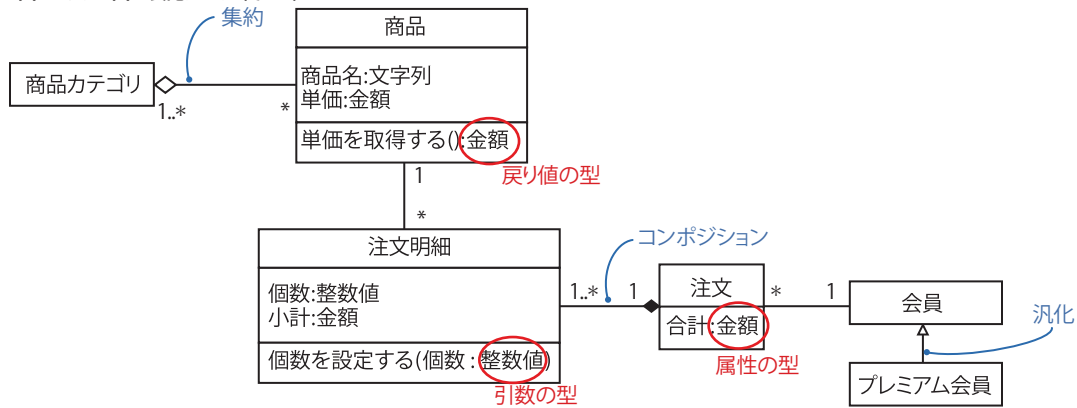 集約
商品
商品カテゴリ
商品名:文字列
単価:金額
1..*
*
単価を取得する():金額
戻り値の型
1
*
注文明細
コンポジション
個数:整数値
小計:金額
1..*
1
注文
合計:金額
*
1
会員
汎化
個数を設定する(個数 : 整数値)
属性の型
プレミアム会員
引数の型